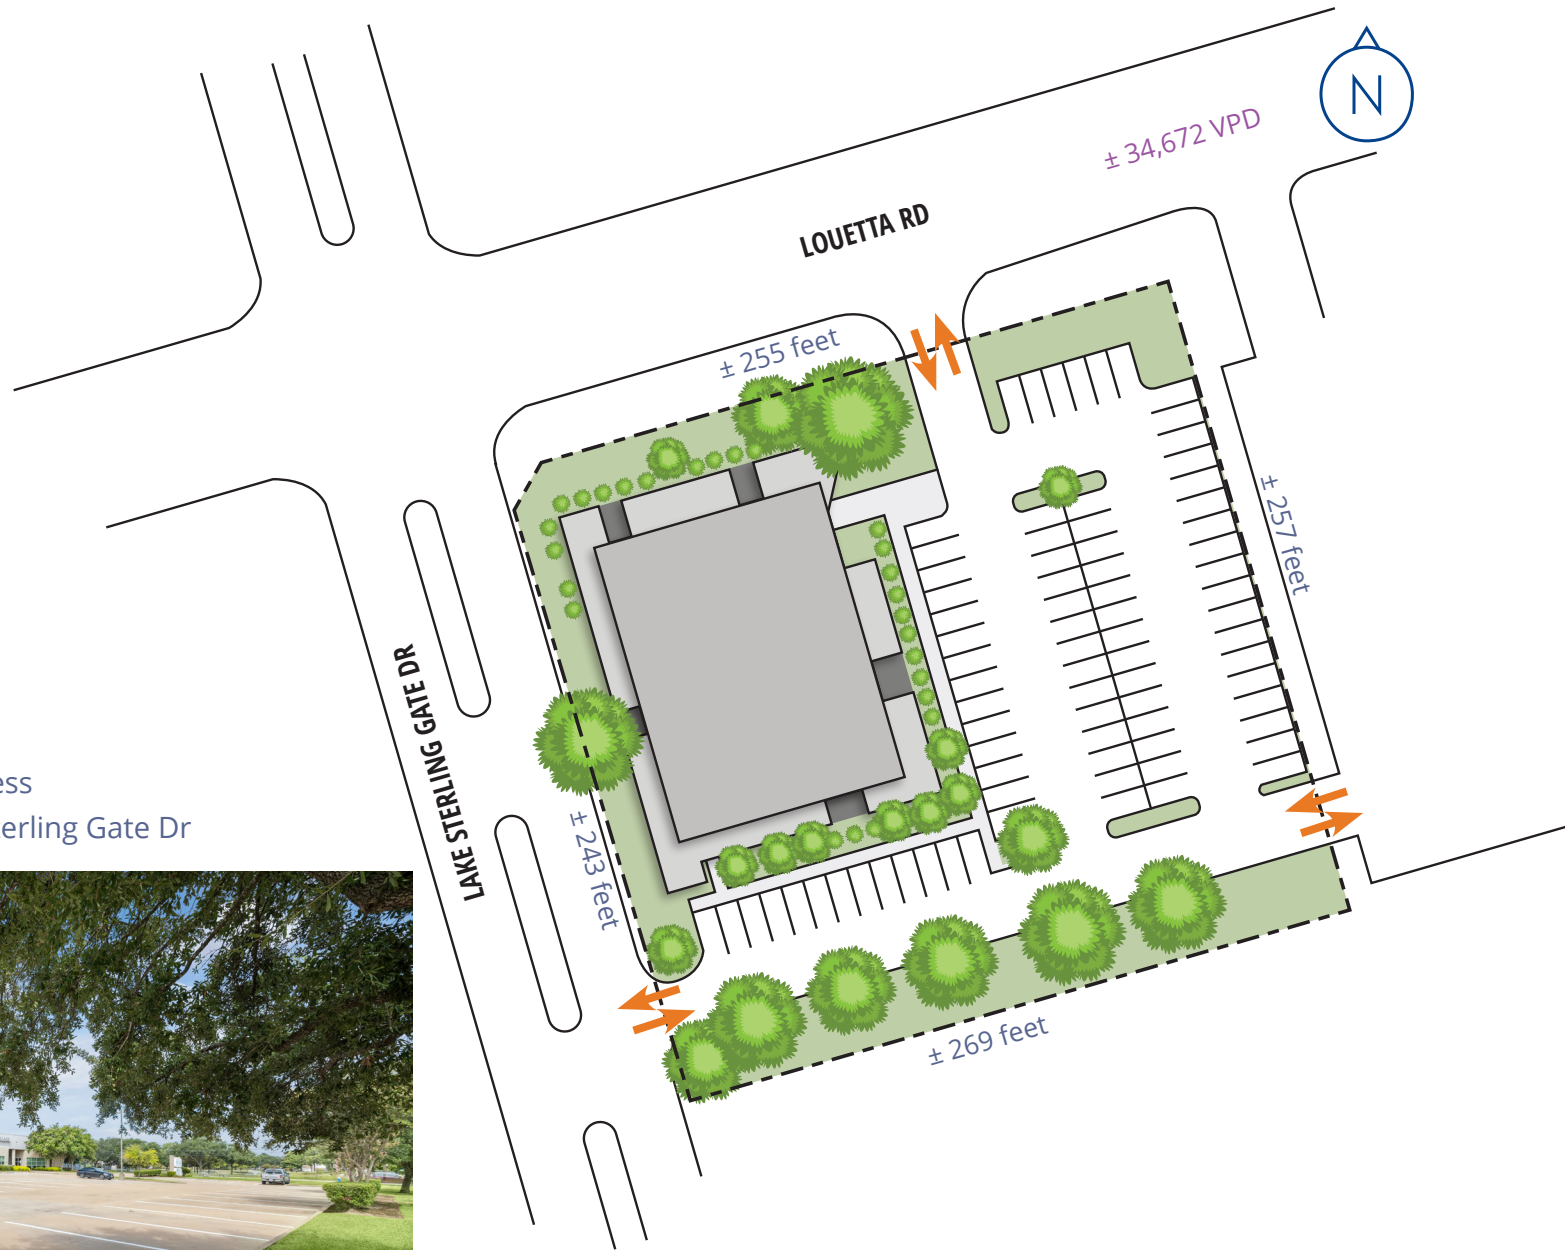 N
± 34,672 VPD
LOUETTA RD
± 255 feet
± 257 feet
LAKE STERLING GATE DR
± 243 feet
± 269 feet
ess
terling Gate Dr